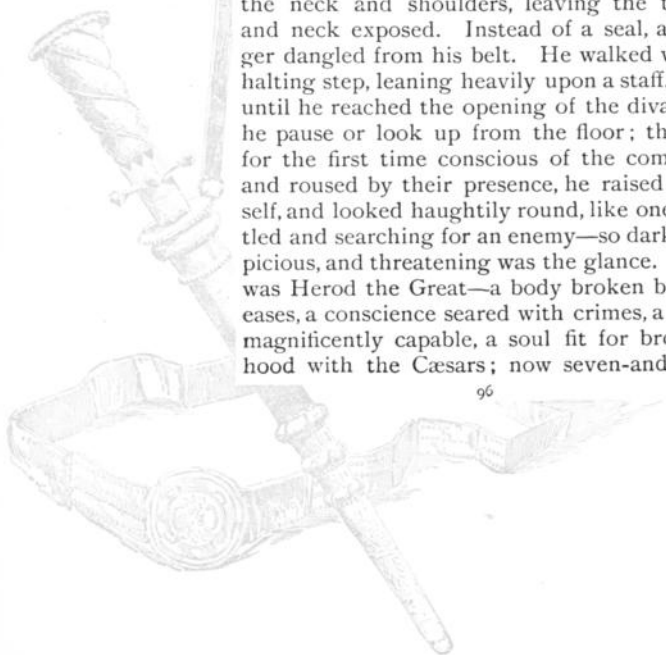 the neck and shoulders, leaving the
and neck exposed. Instead of a seal, a
ger dangled from his belt. He walked
halting step, leaning heavily upon a staff.
until he reached the opening of the diva
he pause or look up from the floor; th
for the first time conscious of the com
and roused by their presence, he raised
self, and looked haughtily round, like one
tled and searching for an enemy—so dark
picious, and threatening was the glance.
was Herod the Great—a body broken b
eases, a conscience seared with crimes, a
magnificently capable, a soul fit for bro
hood with the Cæsars; now seven-and
96